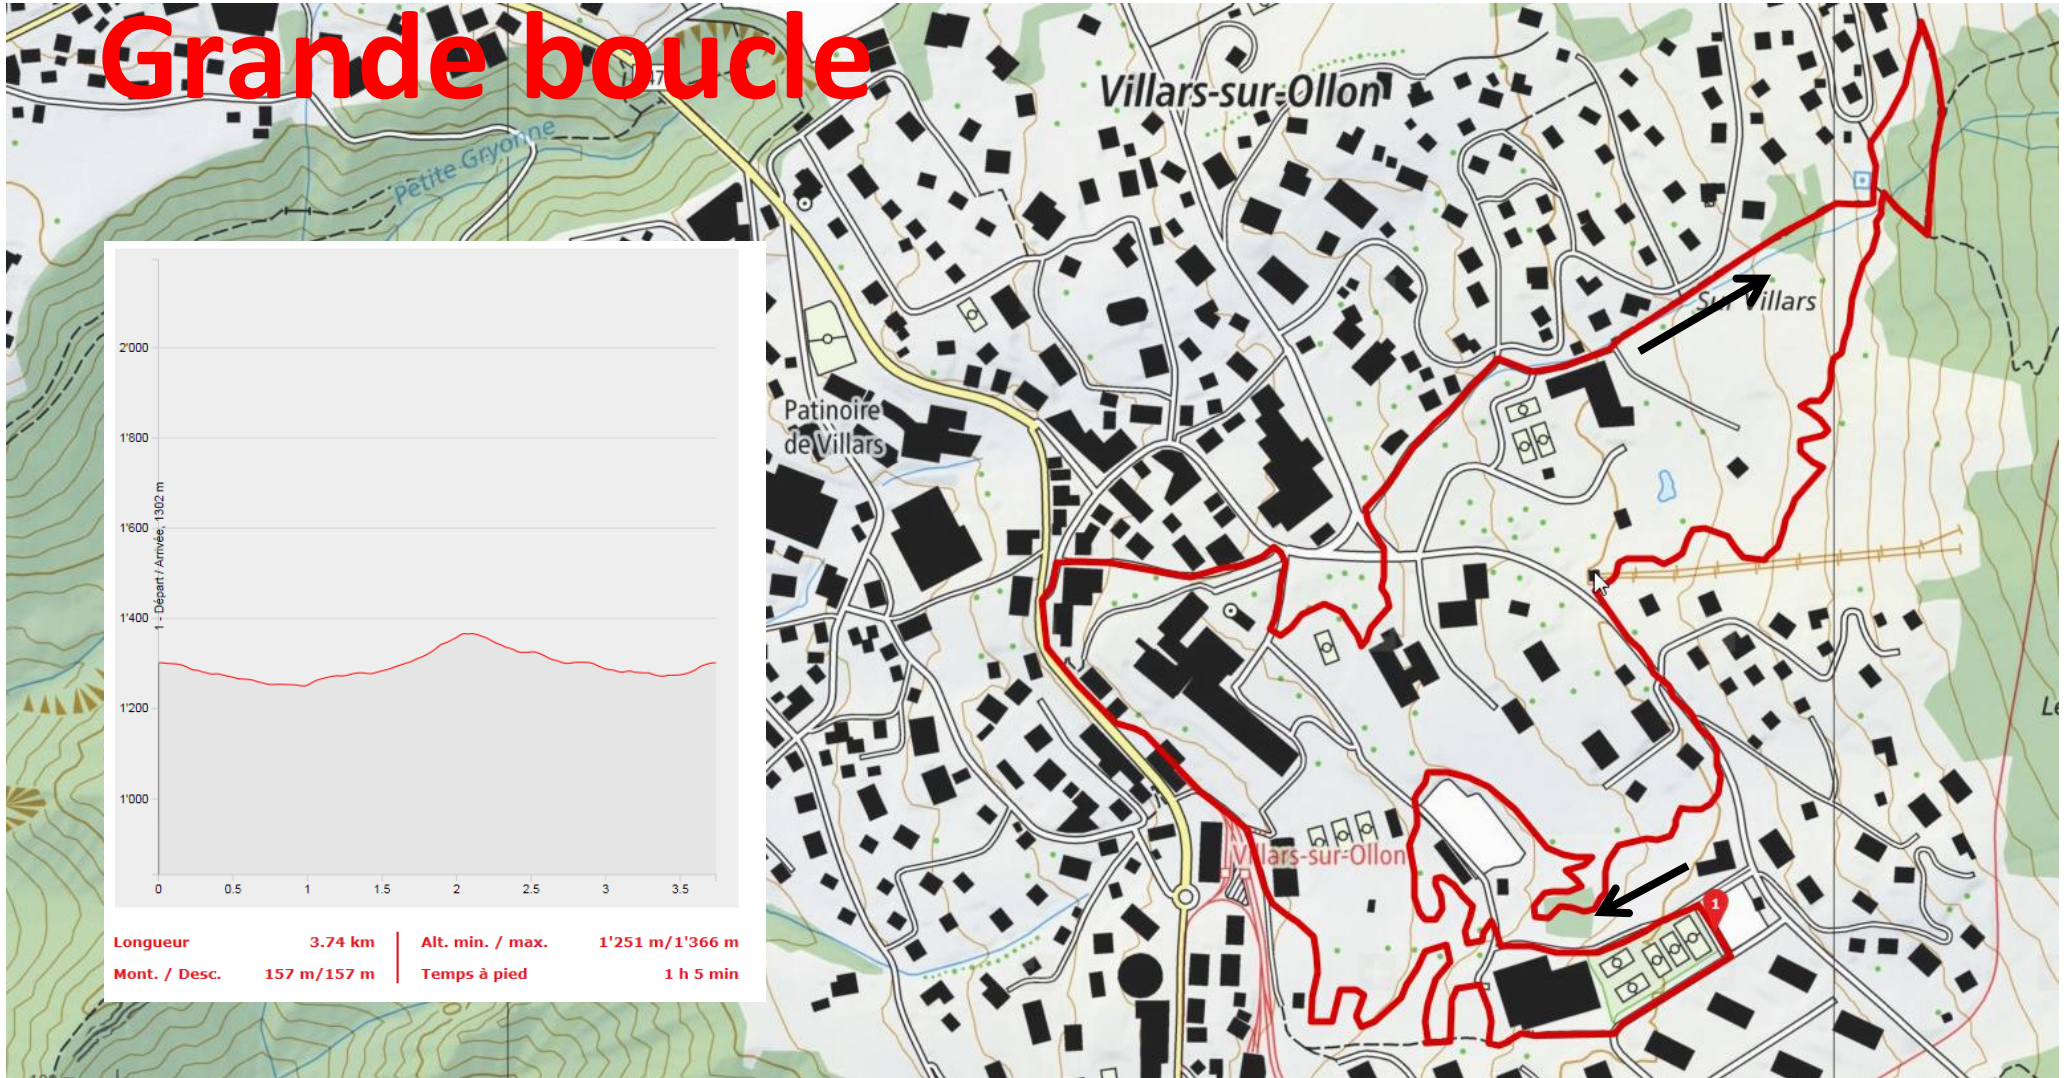 Grande boucle
47
Villars-sur-Ollon
Petite Gryonne
Sur Villars
Patinoire
de Villars
2'000
1'800
1'600
1'400
1'200
1'000
1 - Départ / Arrivée, 1302 m
0 0.5 1 1.5 2 2.5 3 3.5
Villars-sur-Ollon
1
Longueur 3.74 km Alt. min. / max. 1'251 m/1'366 m
Mont. / Desc. 157 m/157 m Temps à pied 1 h 5 min